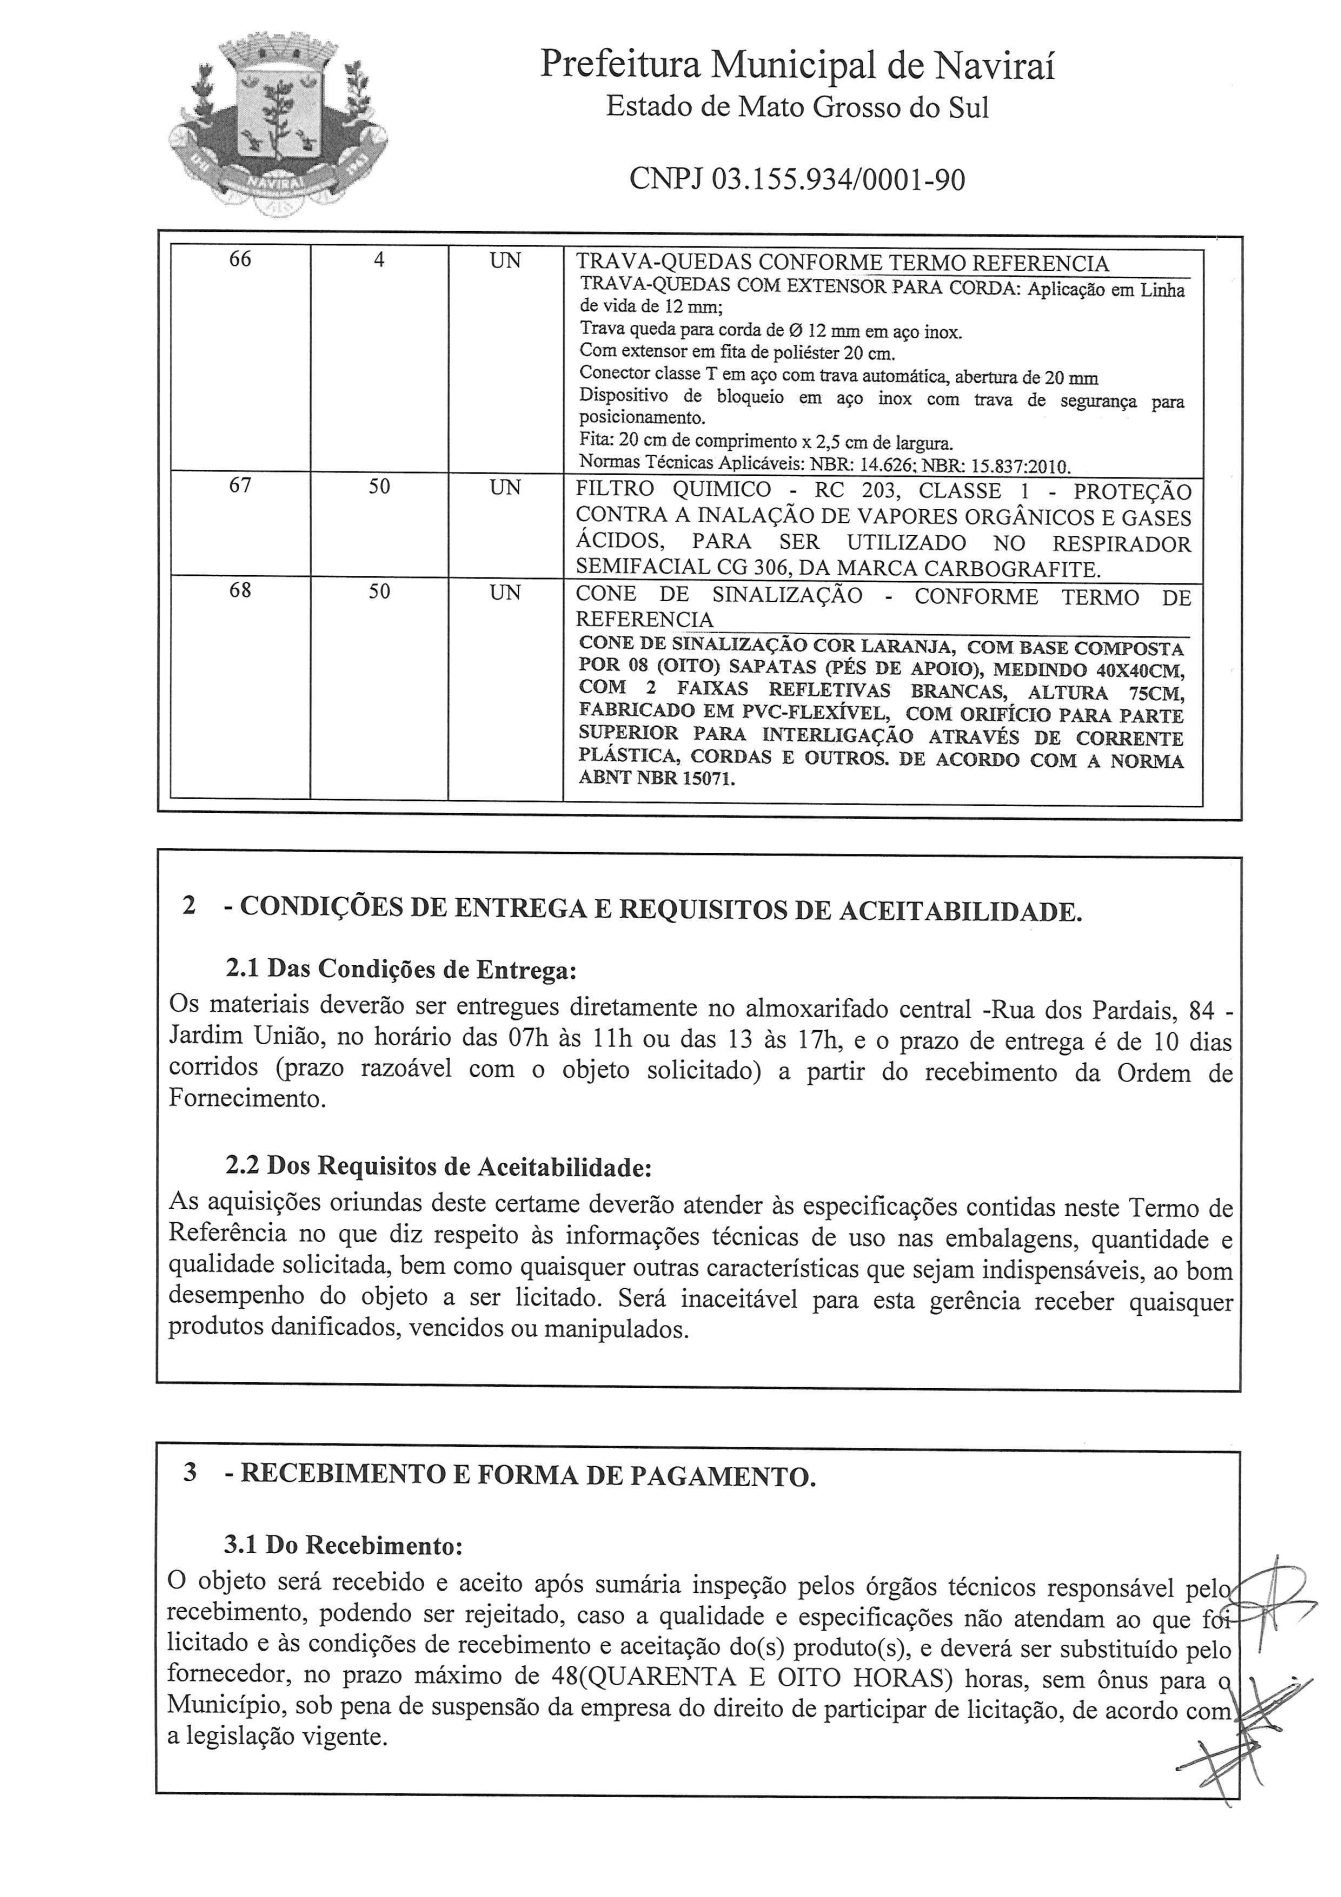 Prefeitura Municipal de Naviraí
Estado de Mato Grosso do Sul
CNPJ 03.155.934/0001-90
NAVIRAÍ
1963
66 4 UN TRAVA-QUEDAS CONFORME TERMO REFERENCIA
TRAVA-QUEDAS COM EXTENSOR PARA CORDA: Aplicação em Linha
de vida de 12 mm;
Trava queda para corda de Ø 12 mm em aço inox.
Com extensor em fita de poliéster 20 cm.
Conector classe T em aço com trava automática, abertura de 20 mm
Dispositivo de bloqueio em aço inox com trava de segurança para
posicionamento.
Fita: 20 cm de comprimento x 2,5 cm de largura.
Normas Técnicas Aplicáveis: NBR: 14.626; NBR: 15.837:2010.
67 50 UN FILTRO QUIMICO - RC 203, CLASSE 1 - PROTEÇÃO
CONTRA A INALAÇÃO DE VAPORES ORGÂNICOS E GASES
ÁCIDOS, PARA SER UTILIZADO NO RESPIRADOR
SEMIFACIAL CG 306, DA MARCA CARBOGRAFITE.
68 50 UN CONE DE SINALIZAÇÃO - CONFORME TERMO DE
REFERENCIA
CONE DE SINALIZAÇÃO COR LARANJA, COM BASE COMPOSTA
POR 08 (OITO) SAPATAS (PÉS DE APOIO), MEDINDO 40X40CM,
COM 2 FAIXAS REFLETIVAS BRANCAS, ALTURA 75CM,
FABRICADO EM PVC-FLEXÍVEL, COM ORIFÍCIO PARA PARTE
SUPERIOR PARA INTERLIGAÇÃO ATRAVÉS DE CORRENTE
PLÁSTICA, CORDAS E OUTROS. DE ACORDO COM A NORMA
ABNT NBR 15071.
2 - CONDIÇÕES DE ENTREGA E REQUISITOS DE ACEITABILIDADE.
2.1 Das Condições de Entrega:
Os materiais deverão ser entregues diretamente no almoxarifado central -Rua dos Pardais, 84 -
Jardim União, no horário das 07h às 11h ou das 13 às 17h, e o prazo de entrega é de 10 dias
corridos (prazo razoável com o objeto solicitado) a partir do recebimento da Ordem de
Fornecimento.
2.2 Dos Requisitos de Aceitabilidade:
As aquisições oriundas deste certame deverão atender às especificações contidas neste Termo de
Referência no que diz respeito às informações técnicas de uso nas embalagens, quantidade e
qualidade solicitada, bem como quaisquer outras características que sejam indispensáveis, ao bom
desempenho do objeto a ser licitado. Será inaceitável para esta gerência receber quaisquer
produtos danificados, vencidos ou manipulados.
3 - RECEBIMENTO E FORMA DE PAGAMENTO.
3.1 Do Recebimento:
O objeto será recebido e aceito após sumária inspeção pelos órgãos técnicos responsável pelo
recebimento, podendo ser rejeitado, caso a qualidade e especificações não atendam ao que foi
licitado e às condições de recebimento e aceitação do(s) produto(s), e deverá ser substituído pelo
fornecedor, no prazo máximo de 48(QUARENTA E OITO HORAS) horas, sem ônus para o
Município, sob pena de suspensão da empresa do direito de participar de licitação, de acordo com
a legislação vigente.